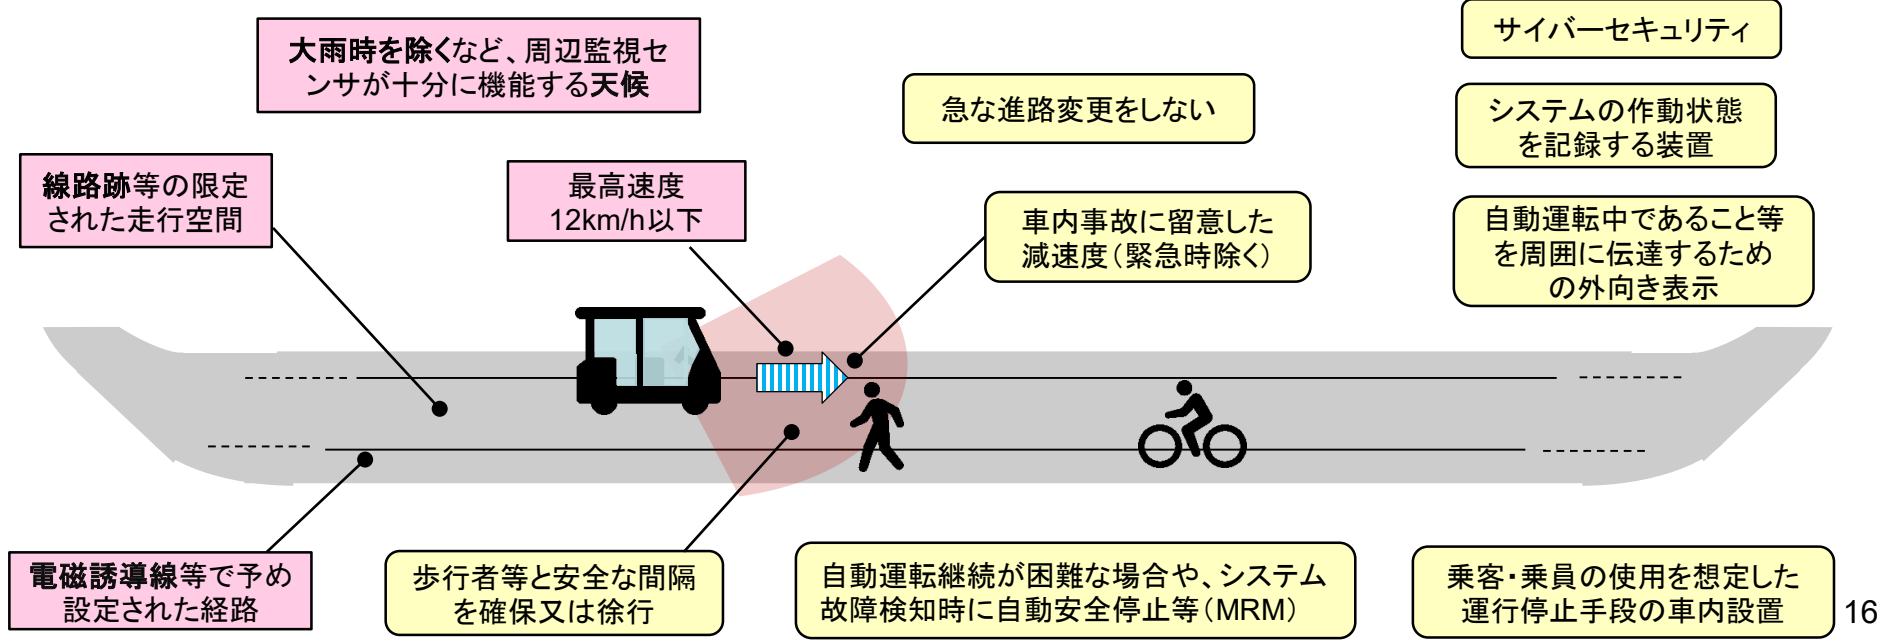 大雨時を除くなど、周辺監視セ
ンサが十分に機能する天候
サイバーセキュリティ
急な進路変更をしない
システムの作動状態
を記録する装置
線路跡等の限定
された走行空間
最高速度
12km/h以下
車内事故に留意した
減速度（緊急時除く）
自動運転中であること等
を周囲に伝達するため
の外向き表示
電磁誘導線等で予め
設定された経路
歩行者等と安全な間隔
を確保又は徐行
自動運転継続が困難な場合や、システム
故障検知時に自動安全停止等（MRM）
乗客・乗員の使用を想定した
運行停止手段の車内設置
16